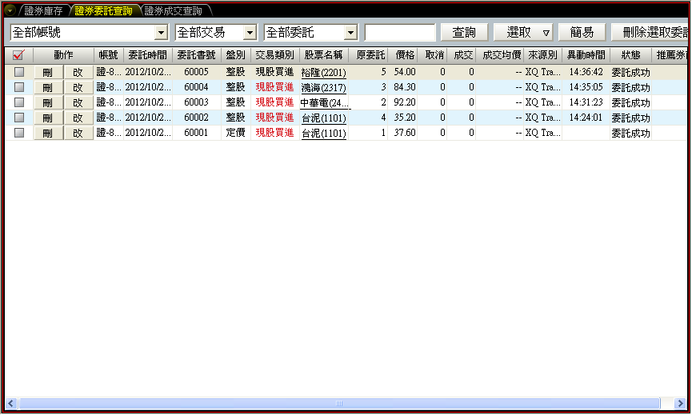 證券庫存 證券委託查詢 證券成交查詢
全部帳號 全部交易 全部委託 查詢 選取 簡易 刪除選取委託
動作 帳號 委託時間 委託書號 盤別 交易類別 股票名稱 原委託 價格 取消 成交 成交均價 來源別 異動時間 狀態 推薦券商
刪 改 證-8... 2012/10/2... 60005 整股 現股買進 裕隆(2201) 5 54.00 0 0 -- XQ Tra... 14:36:42 委託成功
刪 改 證-8... 2012/10/2... 60004 整股 現股買進 鴻海(2317) 3 84.30 0 0 -- XQ Tra... 14:35:05 委託成功
刪 改 證-8... 2012/10/2... 60003 整股 現股買進 中華電(24... 2 92.20 0 0 -- XQ Tra... 14:31:23 委託成功
刪 改 證-8... 2012/10/2... 60002 整股 現股買進 台泥(1101) 4 35.20 0 0 -- XQ Tra... 14:24:01 委託成功
刪 改 證-8... 2012/10/2... 60001 定價 現股買進 台泥(1101) 1 37.60 0 0 -- XQ Tra... 委託成功